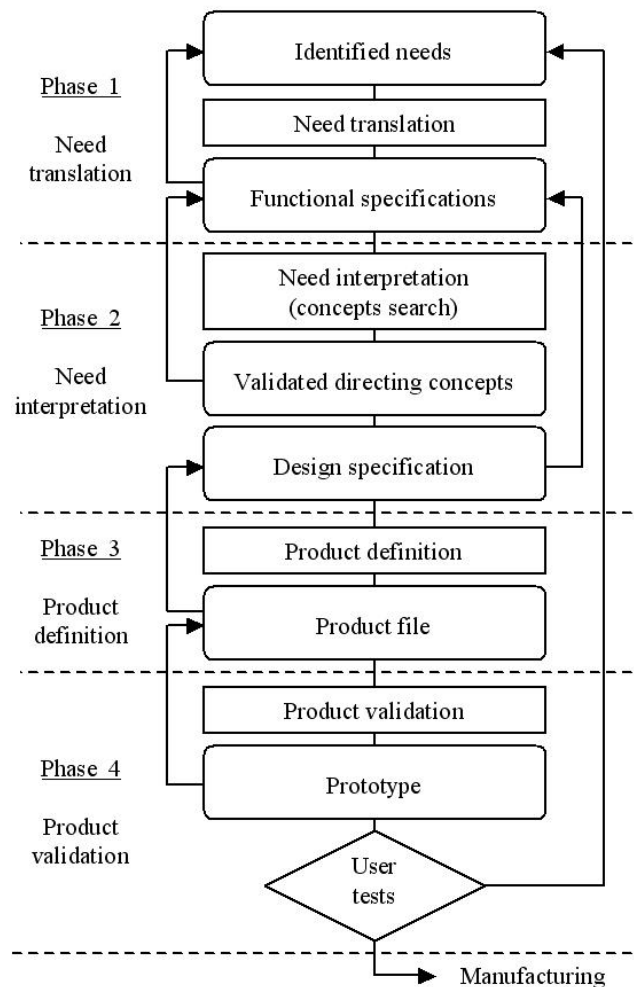 Identified needs
Phase 1
Need translation
Need
translation
Functional specifications
Need interpretation
(concepts search)
Phase 2
Need
interpretation
Validated directing concepts
Design specification
Phase 3
Product definition
Product
definition
Product file
Product validation
Phase 4
Prototype
Product
validation
User
tests
Manufacturing